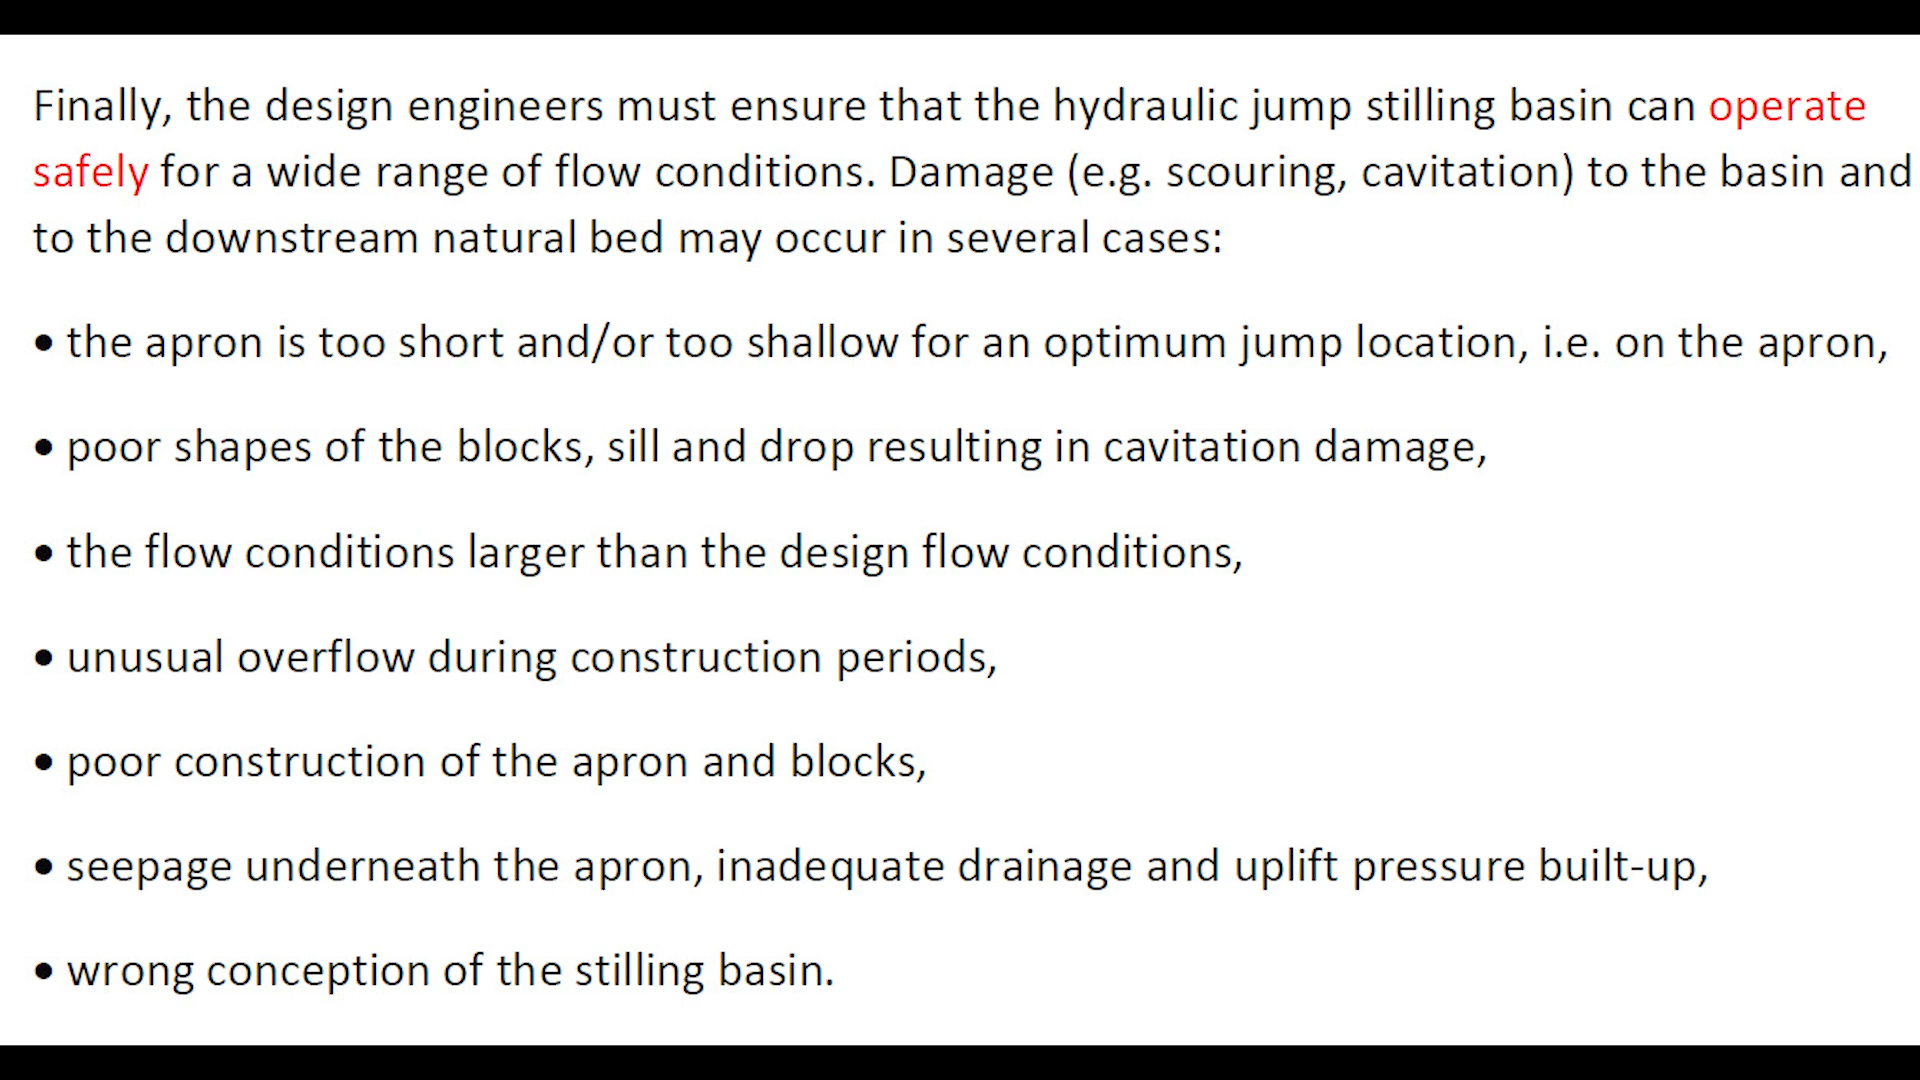 Finally, the design engineers must ensure that the hydraulic jump stilling basin can operate
safely for a wide range of flow conditions. Damage (e.g. scouring, cavitation) to the basin and
to the downstream natural bed may occur in several cases:
• the apron is too short and/or too shallow for an optimum jump location, i.e. on the apron,
• poor shapes of the blocks, sill and drop resulting in cavitation damage,
• the flow conditions larger than the design flow conditions,
• unusual overflow during construction periods,
• poor construction of the apron and blocks,
• seepage underneath the apron, inadequate drainage and uplift pressure built-up,
• wrong conception of the stilling basin.